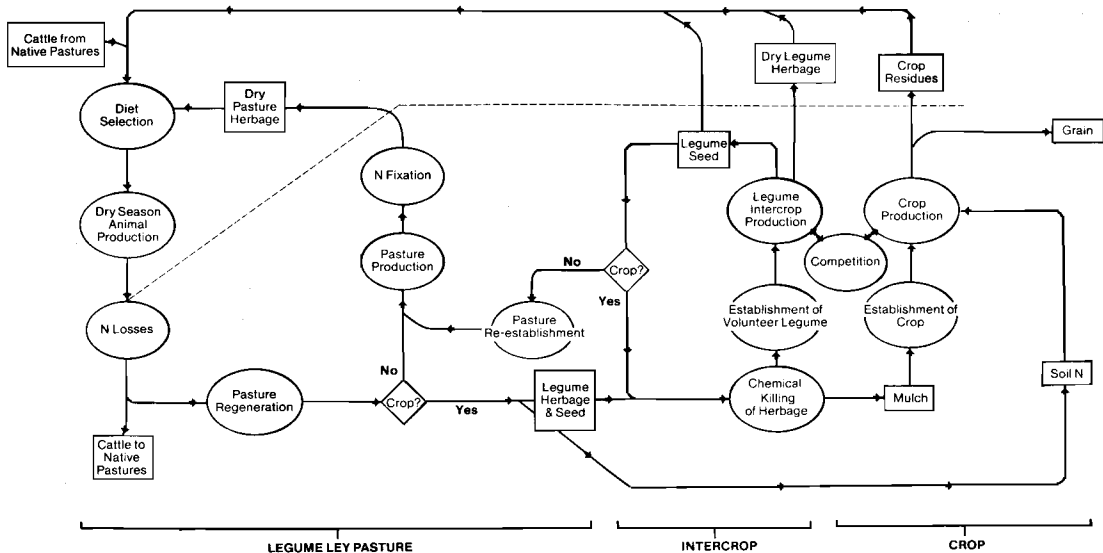 Cattle from
Native Pastures
Diet
Selection
Dry
Pasture
Herbage
Dry Legume
Herbage
Crop
Residues
Grain
Legume
Seed
N Fixation
Dry Season
Animal
Production
Pasture
Production
Legume
Intercrop
Production
Crop
Production
Competition
No
Crop?
Yes
N Losses
Pasture
Re-establishment
Establishment of
Volunteer Legume
Establishment of
Crop
Soil N
Pasture
Regeneration
No
Crop?
Yes
Legume
Herbage
& Seed
Chemical
Killing
of Herbage
Mulch
Cattle to
Native
Pastures
LEGUME LEY PASTURE
INTERCROP
CROP